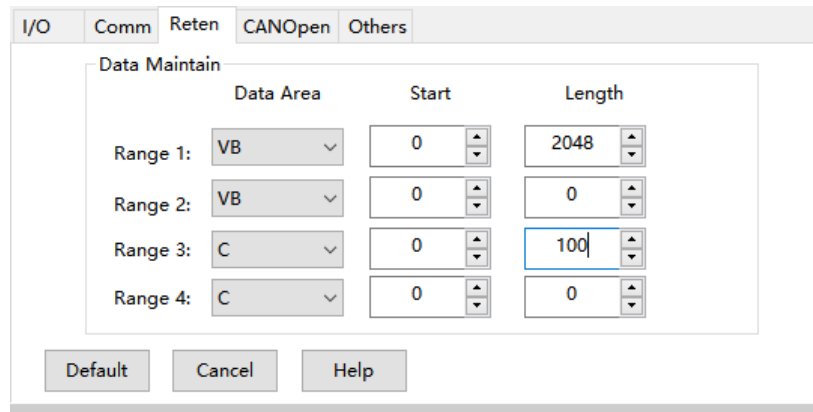 I/O Comm Reten CANOpen Others
Data Maintain
Data Area Start Length
Range 1: VB 0 2048
Range 2: VB 0 0
Range 3: C 0 100
Range 4: C 0 0
Default Cancel Help